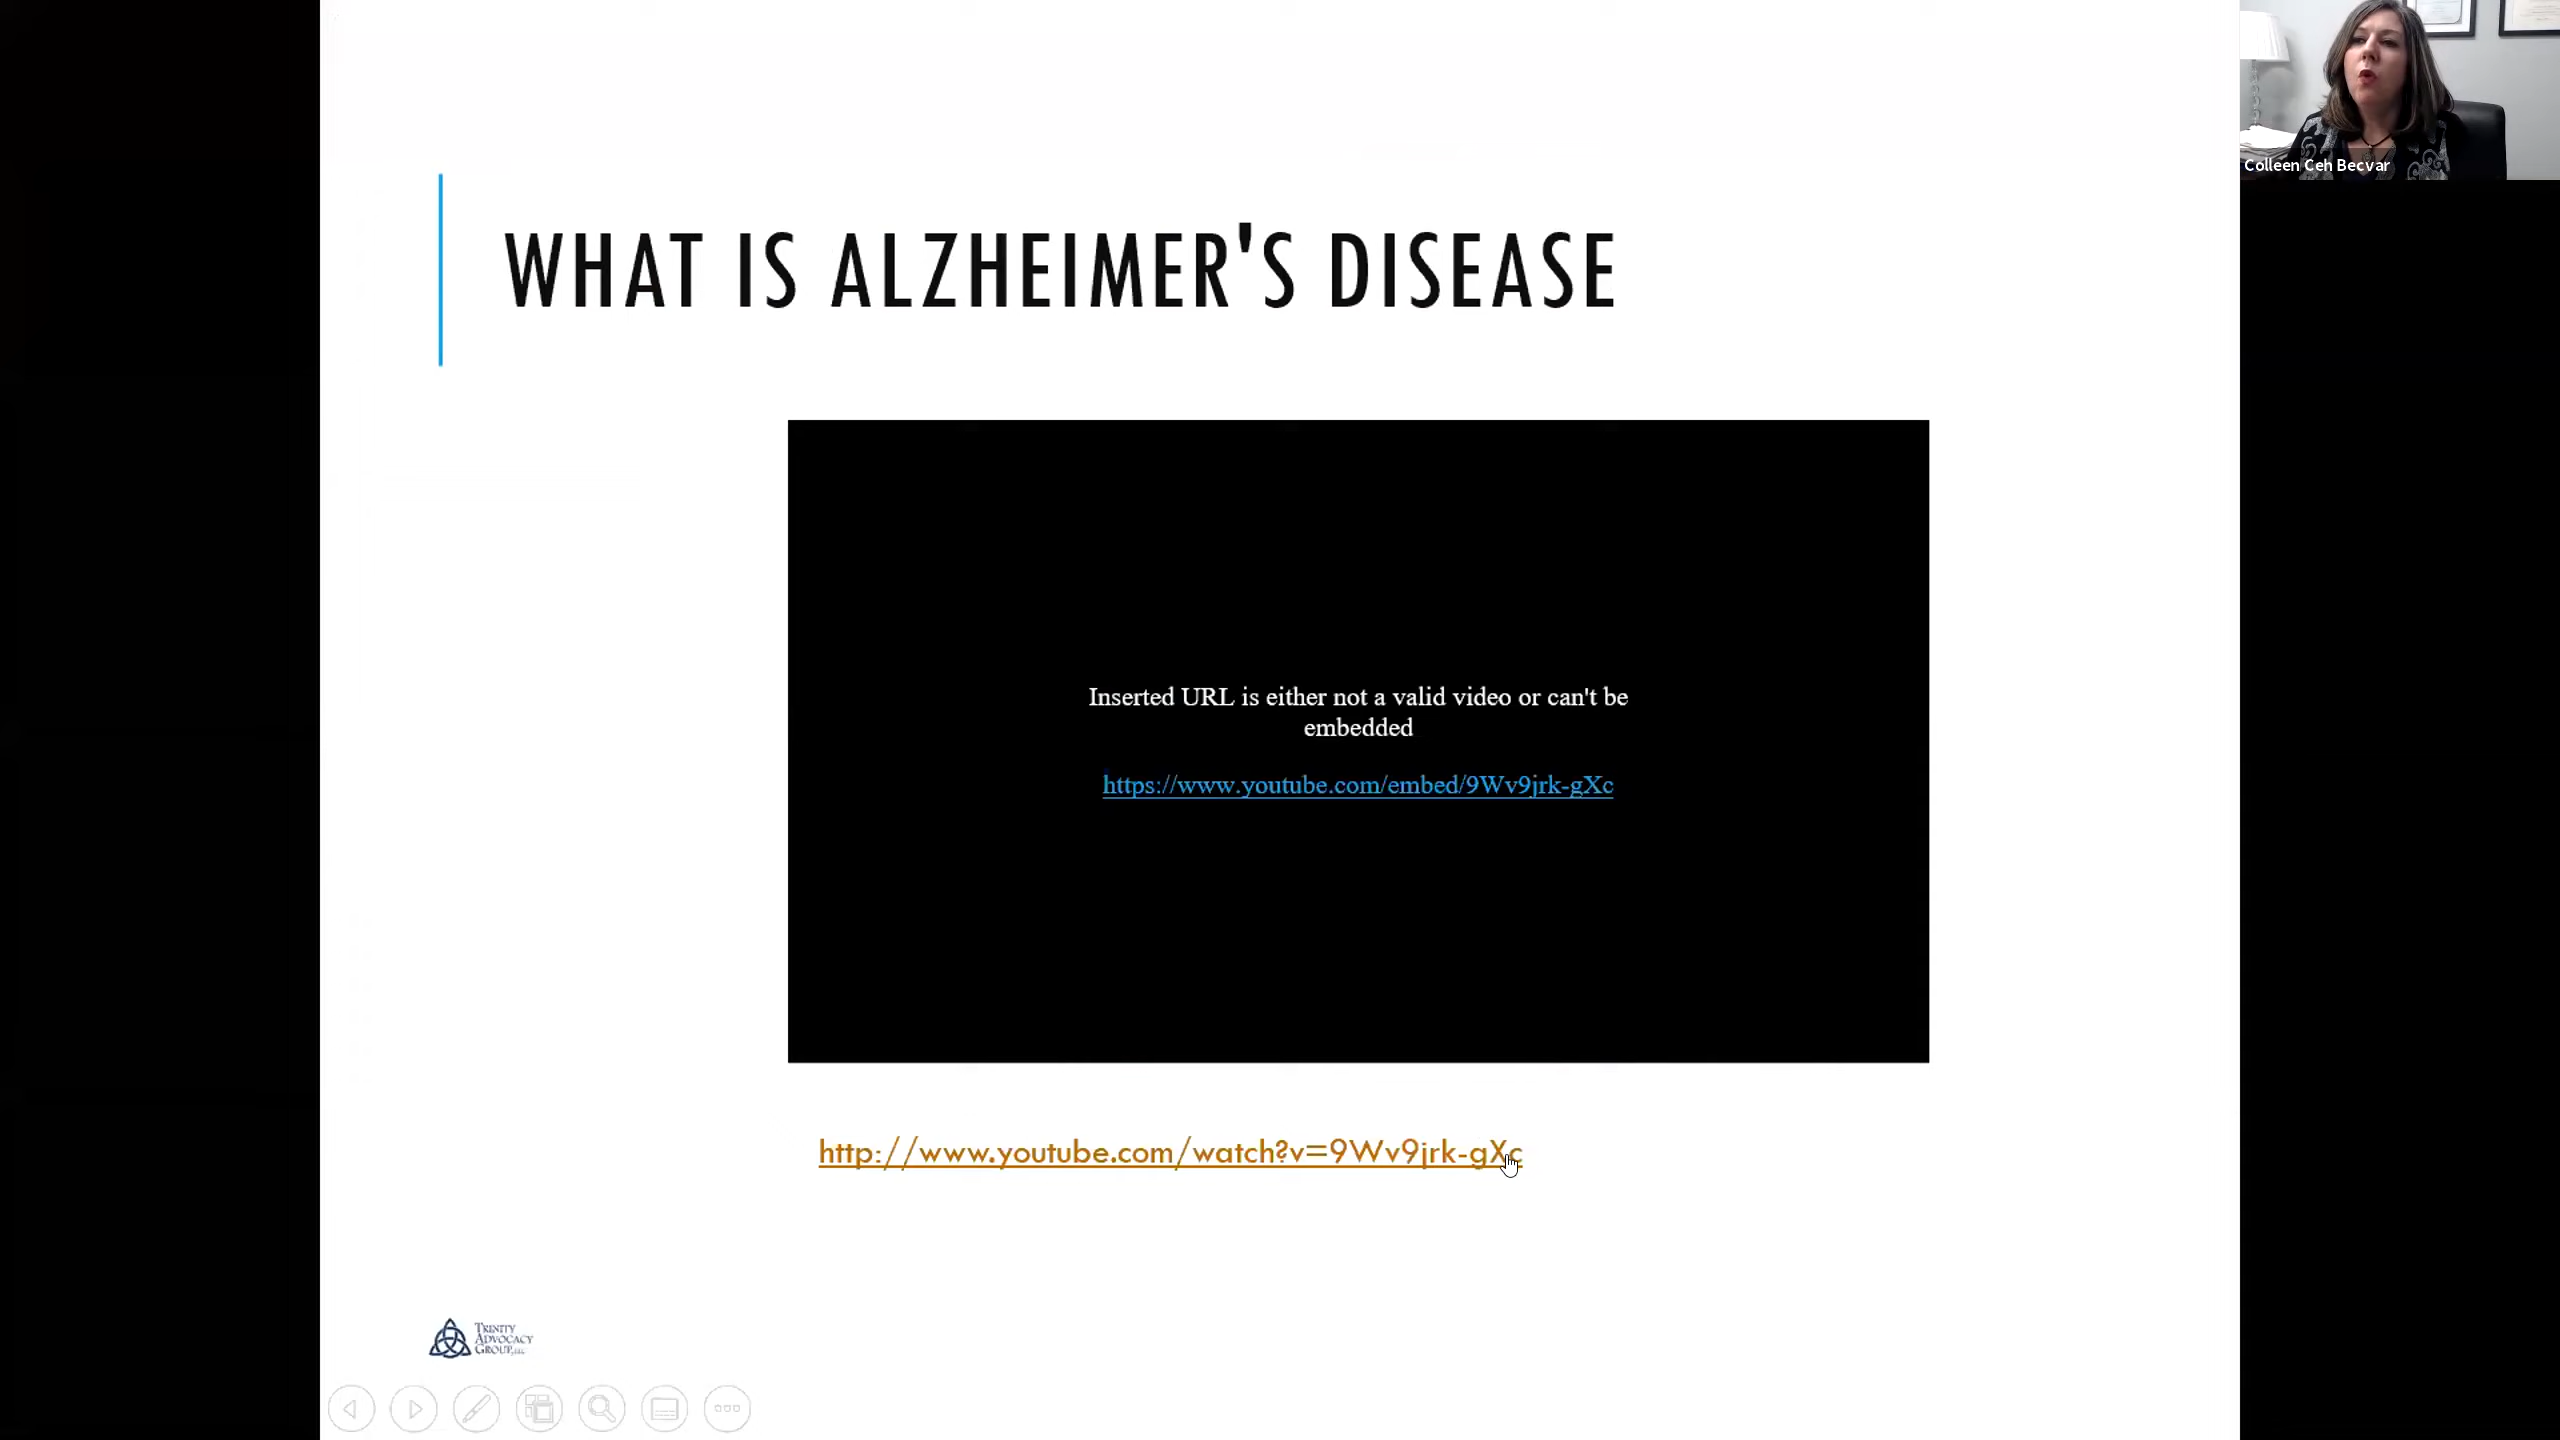 Colleen Ceh Becvar
WHAT IS ALZHEIMER'S DISEASE
Inserted URL is either not a valid video or can't be
embedded
https://www.youtube.com/embed/9Wv9jrk-gXc
http://www.youtube.com/watch?v=9Wv9jrk-gXc
TRINITY
ADVOCACY
GROUP, LLC